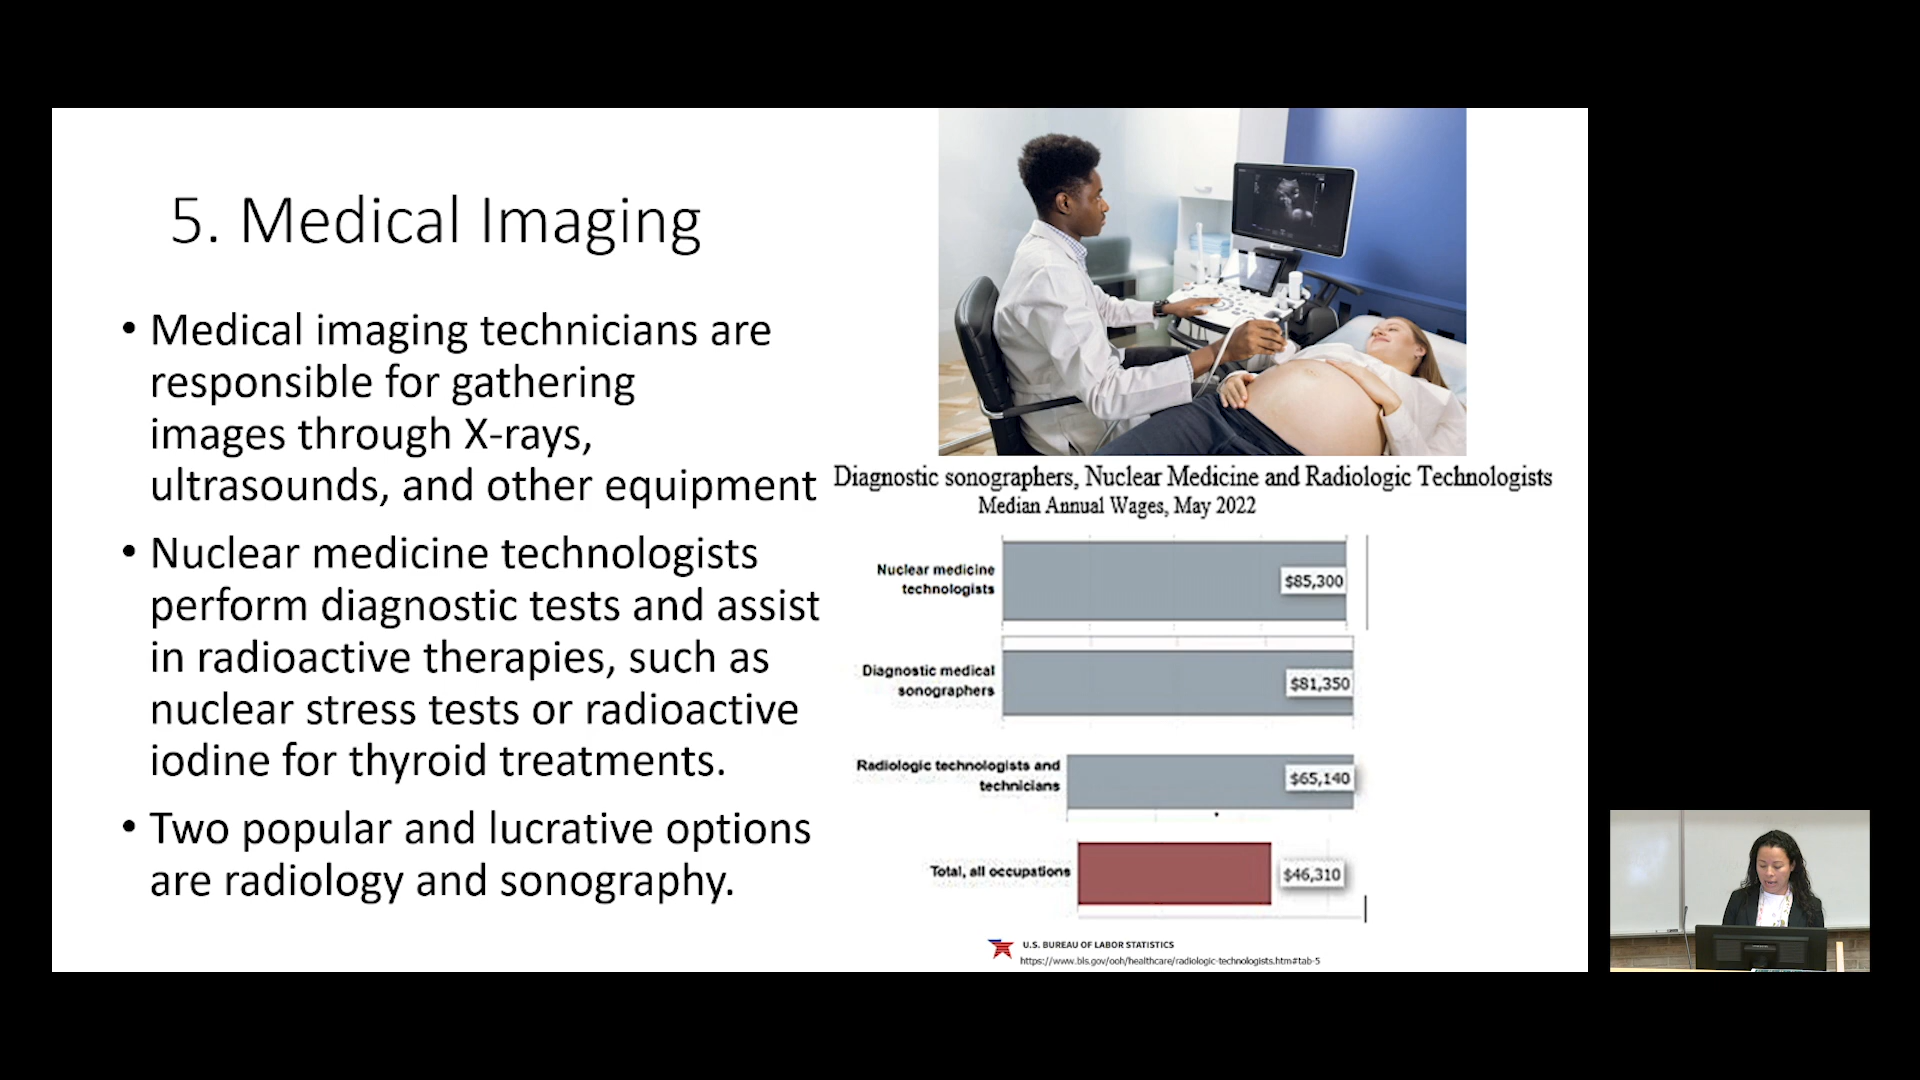 5. Medical Imaging
• Medical imaging technicians are
responsible for gathering
images through X-rays,
ultrasounds, and other equipment
• Nuclear medicine technologists
perform diagnostic tests and assist
in radioactive therapies, such as
nuclear stress tests or radioactive
iodine for thyroid treatments.
• Two popular and lucrative options
are radiology and sonography.
Diagnostic sonographers, Nuclear Medicine and Radiologic Technologists
Median Annual Wages, May 2022
Nuclear medicine
technologists
$85,300
Diagnostic medical
sonographers
$81,350
Radiologic technologists and
technicians
$65,140
Total, all occupations
$46,310
U.S. BUREAU OF LABOR STATISTICS
https://www.bls.gov/ooh/healthcare/radiologic-technologists.htm#tab-5